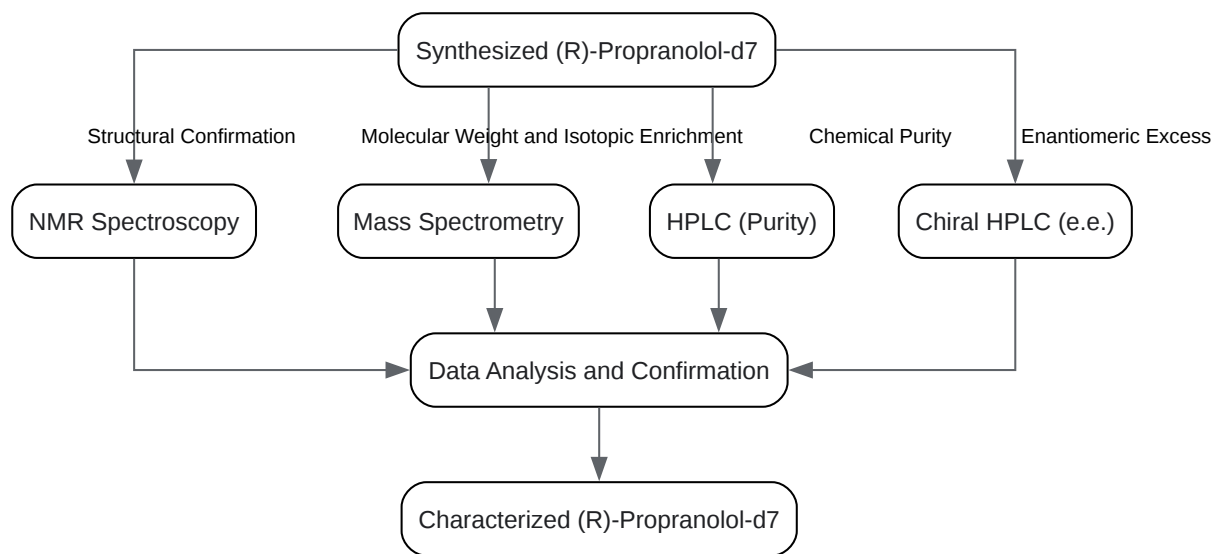 Synthesized (R)-Propranolol-d7
Structural Confirmation
Molecular Weight and Isotopic Enrichment
Chemical Purity
Enantiomeric Excess
NMR Spectroscopy
Mass Spectrometry
HPLC (Purity)
Chiral HPLC (e.e.)
Data Analysis and Confirmation
Characterized (R)-Propranolol-d7